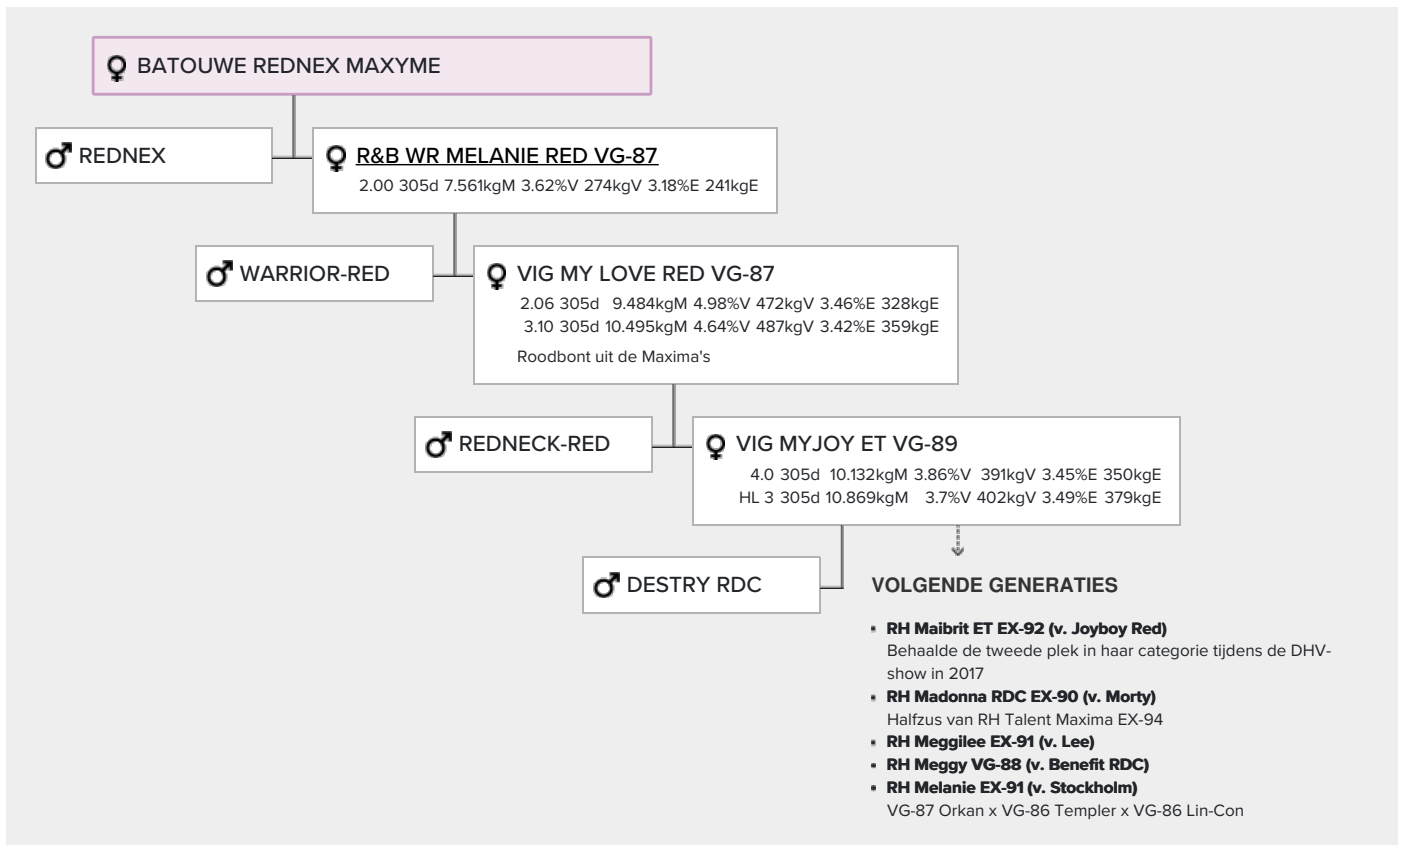 BATOUWE REDNEX MAXYME
REDNEX
R&B WR MELANIE RED VG-87
2.00 305d 7.561kgM 3.62%V 274kgV 3.18%E 241kgE
WARRIOR-RED
VIG MY LOVE RED VG-87
2.06 305d 9.484kgM 4.98%V 472kgV 3.46%E 328kgE
3.10 305d 10.495kgM 4.64%V 487kgV 3.42%E 359kgE
Roodbont uit de Maxima's
REDNECK-RED
VIG MYJOY ET VG-89
4.0 305d 10.132kgM 3.86%V 391kgV 3.45%E 350kgE
HL 3 305d 10.869kgM 3.7%V 402kgV 3.49%E 379kgE
DESTRY RDC
VOLGENDE GENERATIES
RH Maibrit ET EX-92 (v. Joyboy Red)
Behaalde de tweede plek in haar categorie tijdens de DHV-
show in 2017
RH Madonna RDC EX-90 (v. Morty)
Halfzus van RH Talent Maxima EX-94
RH Meggilee EX-91 (v. Lee)
RH Meggy VG-88 (v. Benefit RDC)
RH Melanie EX-91 (v. Stockholm)
VG-87 Orkan x VG-86 Templer x VG-86 Lin-Con